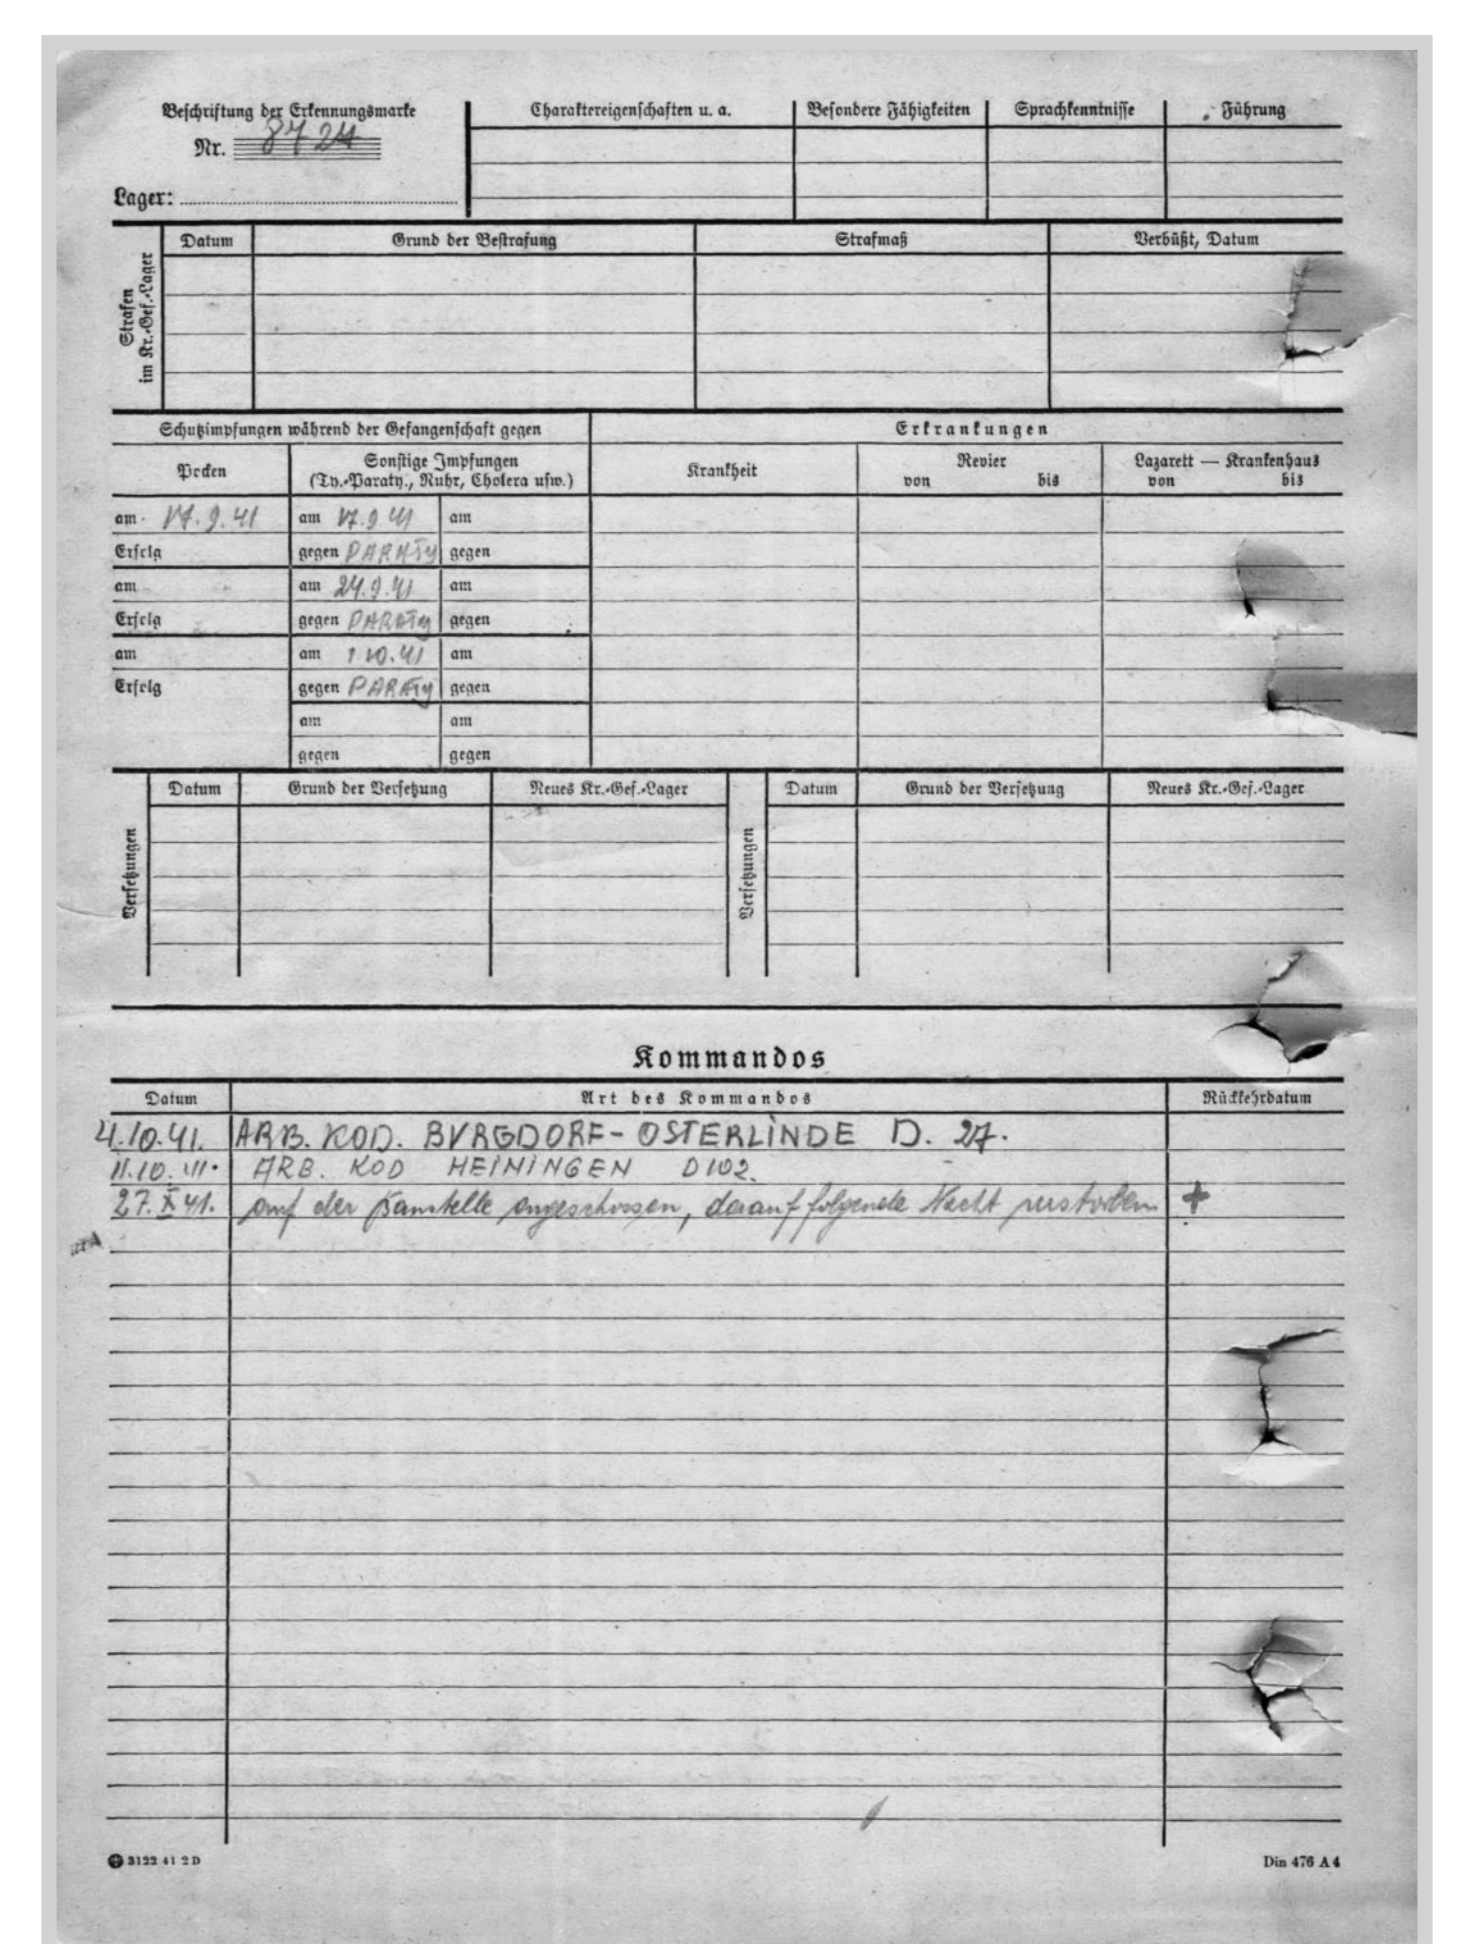 Beschriftung der Erkennungsmarke
Nr. 8724
Lager:
Charaktereigenschaften u. a. Besondere Fähigkeiten Sprachkenntnisse Führung
Strafen im Kr.-Gef.-Lager
Datum Grund der Bestrafung Strafmaß Verbüßt, Datum
Schutzimpfungen während der Gefangenschaft gegen Erkrankungen
Pocken Sonstige Impfungen Krankheit Revier Lazarett — Krankenhaus
(Ty.-Paraty., Ruhr, Cholera usw.) von bis von bis
am 17.9.41 am 17.9 41 am
Erfolg gegen PARATY gegen
am am 24.9.41 am
Erfolg gegen PARATY gegen
am am 1 10.41 am
Erfolg gegen PARATY gegen
am am
gegen gegen
Versetzungen Datum Grund der Versetzung Neues Kr.-Gef.-Lager Versetzungen Datum Grund der Versetzung Neues Kr.-Gef.-Lager
Kommandos
Datum Art des Kommandos Rückkehrdatum
4.10.41. ARB. KOD. BURGDORF-OSTERLINDE D. 27.
11.10.41. ARB. KOD HEININGEN D102.
27.X 41. auf der Baustelle angeschossen, darauf folgende Nacht verstorben +
3122 41 2 D Din 476 A 4